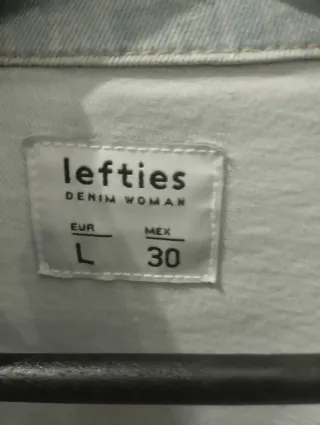 lefties
DENIM WOMAN
EUR MEX
L 30